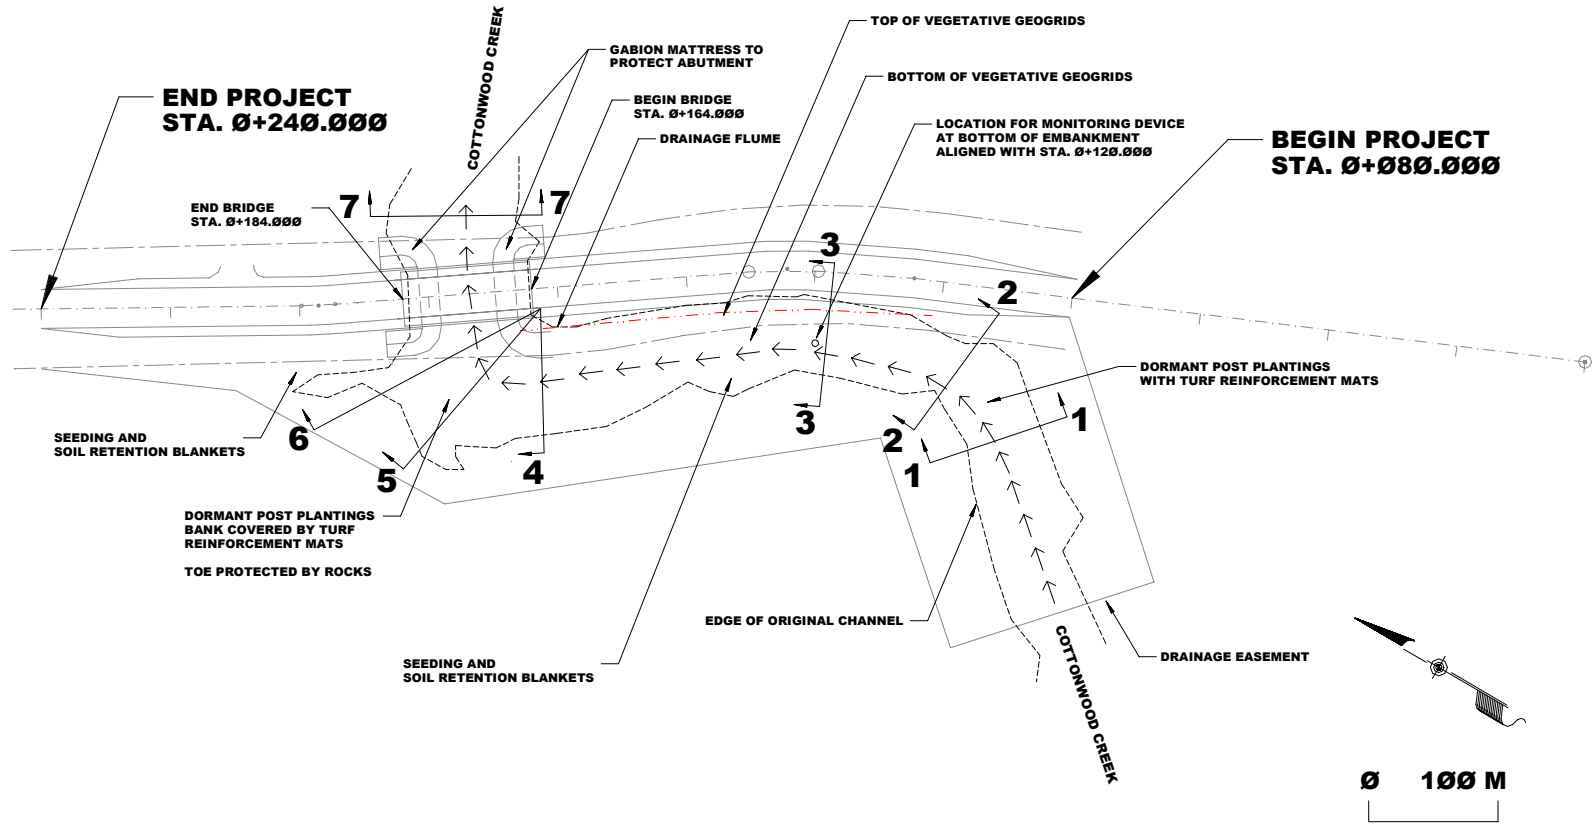 COTTONWOOD CREEK
TOP OF VEGETATIVE GEOGRIDS
GABION MATTRESS TO
PROTECT ABUTMENT
BOTTOM OF VEGETATIVE GEOGRIDS
END PROJECT
STA. Ø+24Ø.ØØØ
BEGIN BRIDGE
STA. Ø+164.ØØØ
DRAINAGE FLUME
LOCATION FOR MONITORING DEVICE
AT BOTTOM OF EMBANKMENT
ALIGNED WITH STA. Ø+12Ø.ØØØ
BEGIN PROJECT
STA. Ø+Ø8Ø.ØØØ
END BRIDGE
STA. Ø+184.ØØØ
7
7
3
2
DORMANT POST PLANTINGS
WITH TURF REINFORCEMENT MATS
3
1
2
1
6
SEEDING AND
SOIL RETENTION BLANKETS
5
4
DORMANT POST PLANTINGS
BANK COVERED BY TURF
REINFORCEMENT MATS
TOE PROTECTED BY ROCKS
EDGE OF ORIGINAL CHANNEL
SEEDING AND
SOIL RETENTION BLANKETS
DRAINAGE EASEMENT
COTTONWOOD CREEK
Ø 1ØØ M